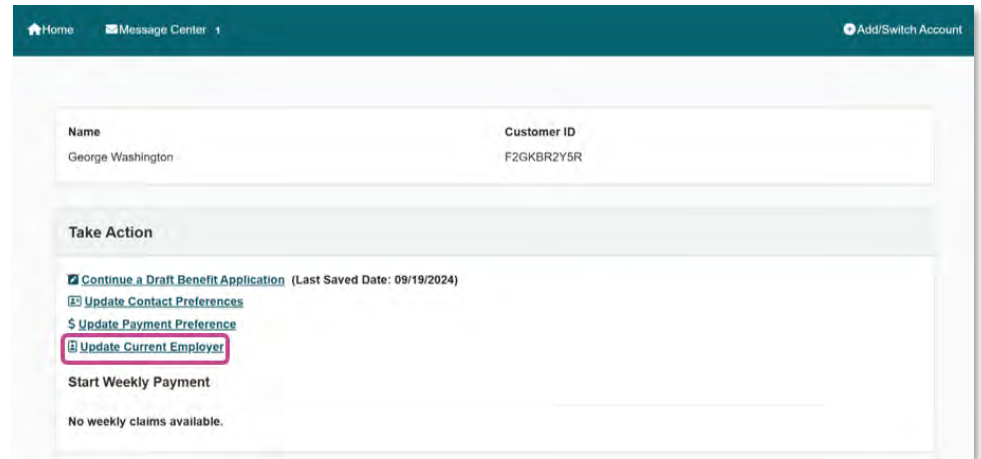 Home Message Center 1 Add/Switch Account
Name Customer ID
George Washington F2GKBR2Y5R
Take Action
Continue a Draft Benefit Application (Last Saved Date: 09/19/2024)
Update Contact Preferences
$ Update Payment Preference
Update Current Employer
Start Weekly Payment
No weekly claims available.